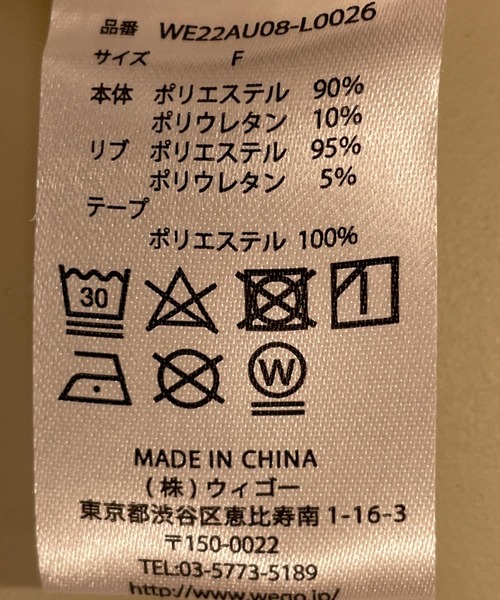 品番 WE22AU08-L0026
サイズ F
本体 ポリエステル 90%
ポリウレタン 10%
リブ ポリエステル 95%
ポリウレタン 5%
テープ
ポリエステル 100%
30
W
MADE IN CHINA
(株)ウィゴー
東京都渋谷区恵比寿南1-16-3
〒150-0022
TEL:03-5773-5189
http://www.wego.jp/